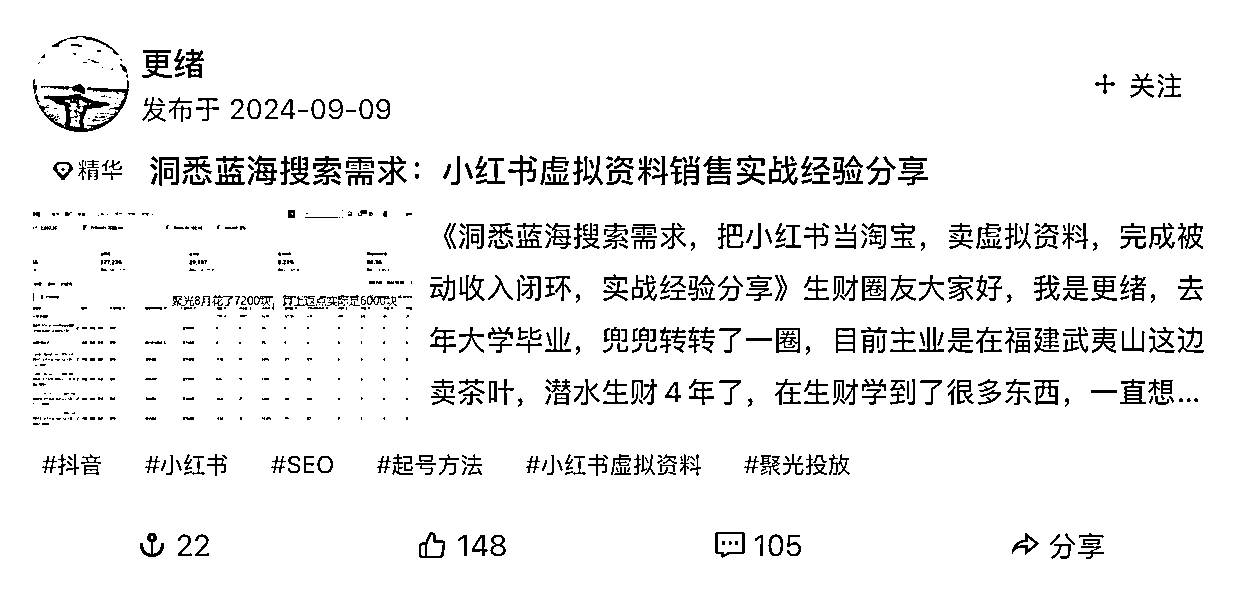 更绪
发布于 2024-09-09
关注
精华 洞悉蓝海搜索需求：小红书虚拟资料销售实战经验分享
聚光8月花了7200块，算上返点实际是6000块
《洞悉蓝海搜索需求，把小红书当淘宝，卖虚拟资料，完成被
动收入闭环，实战经验分享》生财圈友大家好，我是更绪，去
年大学毕业，兜兜转转了一圈，目前主业是在福建武夷山这边
卖茶叶，潜水生财 4 年了，在生财学到了很多东西，一直想...
#抖音 #小红书 #SEO #起号方法 #小红书虚拟资料 #聚光投放
22 148 105 分享